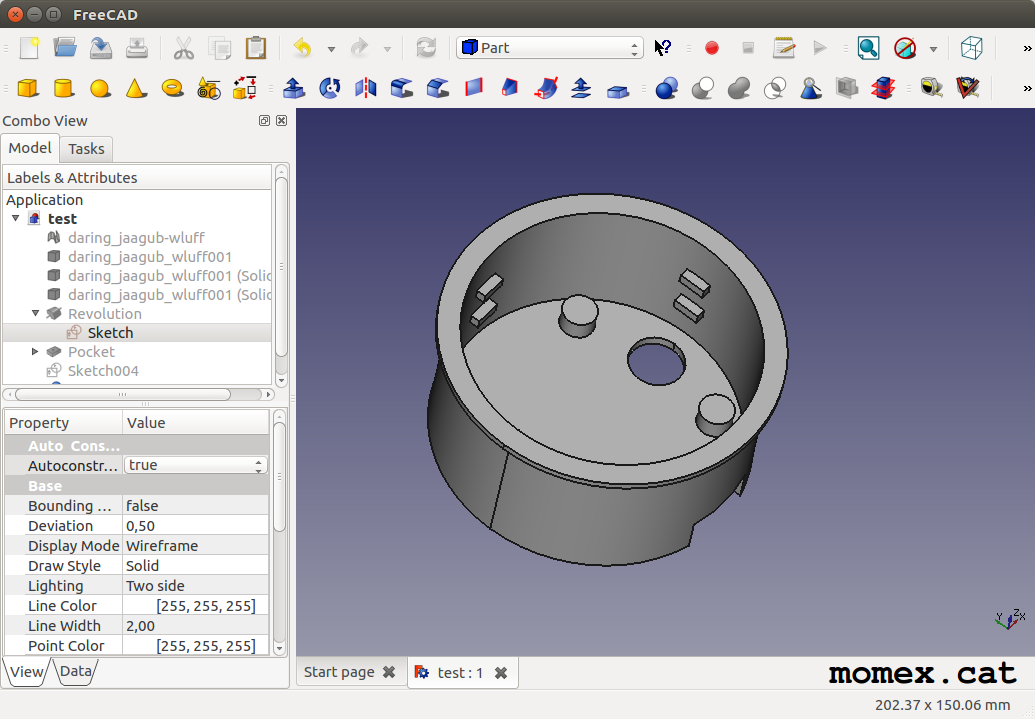 FreeCAD
Part
Combo View
Model
Tasks
Labels & Attributes
Application
test
daring_jaagub-wluff
daring_jaagub_wluff001
daring_jaagub_wluff001 (Solid
daring_jaagub_wluff001 (Solid
Revolution
Sketch
Pocket
Sketch004
Property Value
Auto Cons...
Autoconstr... true
Base
Bounding ... false
Deviation 0,50
Display Mode Wireframe
Draw Style Solid
Lighting Two side
Line Color [255, 255, 255]
Line Width 2,00
Point Color [255, 255, 255]
View Data
Start page
test : 1
momex.cat
202.37 x 150.06 mm
Y Z X